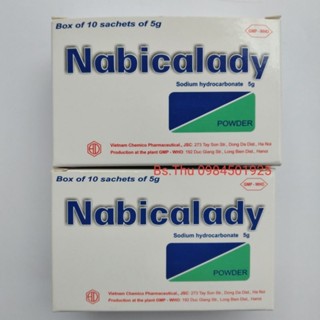 Box of 10 sachets of 5g
GMP - WHO
Nabicalady
Sodium hydrocarbonate 5g
POWDER
Vietnam Chemico Pharmaceutical., JSC: 273 Tay Son Str., Dong Da Dist., Ha Noi
Production at the plant GMP - WHO: 192 Duc Giang Str., Long Bien Dist., Hanoi
Bs.Thu 0984501925
Box of 10 sachets of 5g
GMP - WHO
Nabicalady
Sodium hydrocarbonate 5g
POWDER
Vietnam Chemico Pharmaceutical., JSC: 273 Tay Son Str., Dong Da Dist., Ha Noi
Production at the plant GMP - WHO: 192 Duc Giang Str., Long Bien Dist., Hanoi